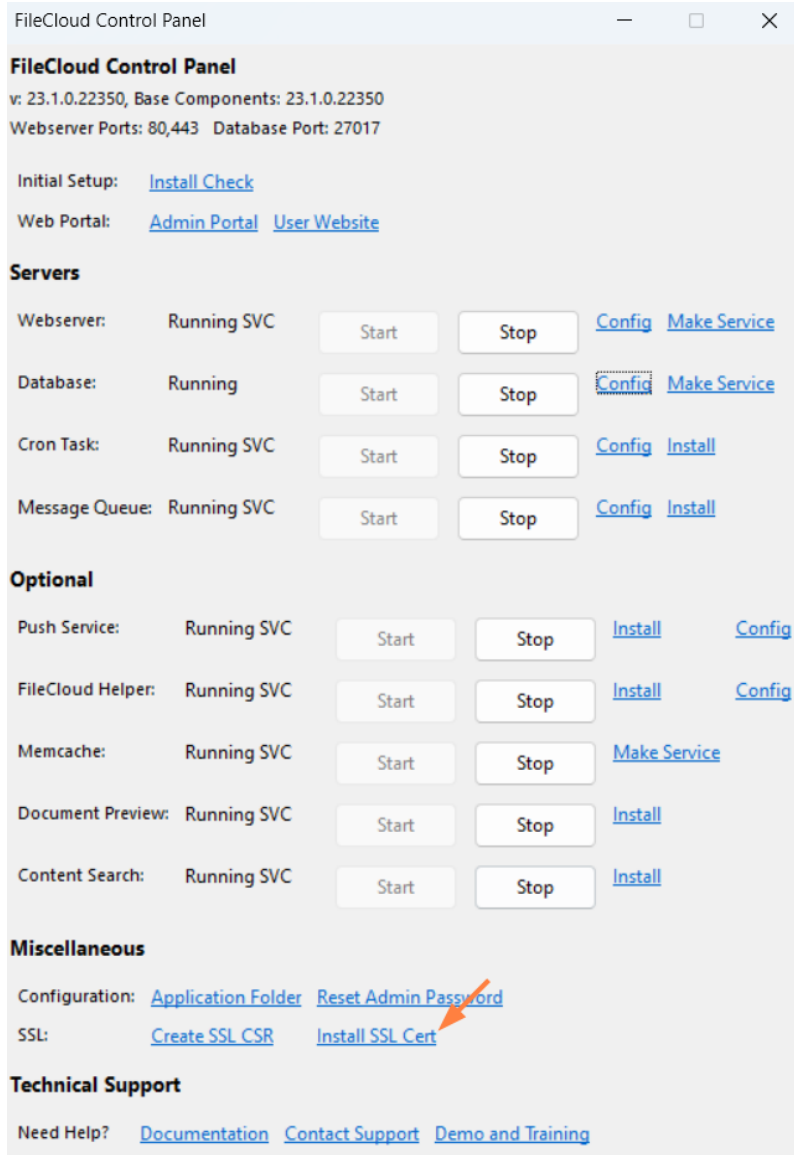 FileCloud Control Panel
FileCloud Control Panel
v: 23.1.0.22350, Base Components: 23.1.0.22350
Webserver Ports: 80,443 Database Port: 27017
Initial Setup: Install Check
Web Portal: Admin Portal User Website
Servers
Webserver: Running SVC Start Stop Config Make Service
Database: Running Start Stop Config Make Service
Cron Task: Running SVC Start Stop Config Install
Message Queue: Running SVC Start Stop Config Install
Optional
Push Service: Running SVC Start Stop Install Config
FileCloud Helper: Running SVC Start Stop Install Config
Memcache: Running SVC Start Stop Make Service
Document Preview: Running SVC Start Stop Install
Content Search: Running SVC Start Stop Install
Miscellaneous
Configuration: Application Folder Reset Admin Password
SSL: Create SSL CSR Install SSL Cert
Technical Support
Need Help? Documentation Contact Support Demo and Training